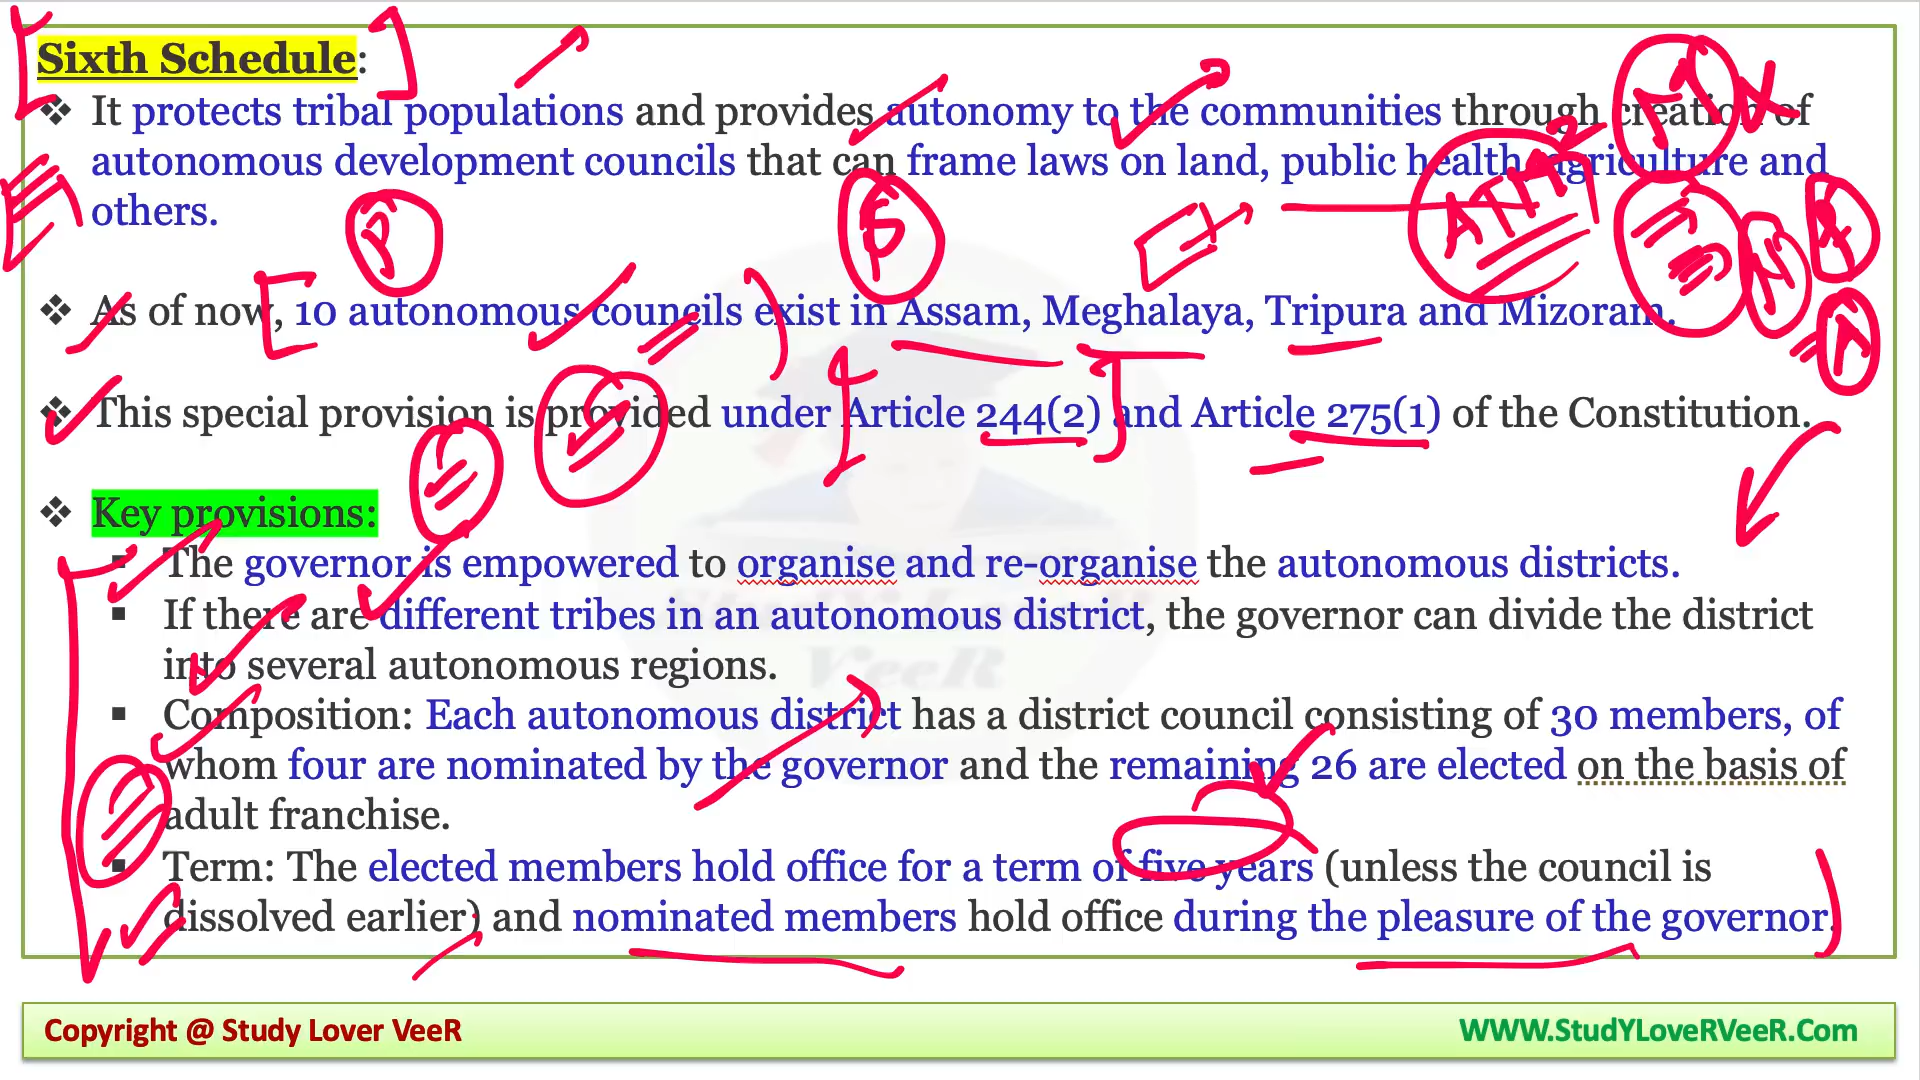 Sixth Schedule:
❖ It protects tribal populations and provides autonomy to the communities through creation of
autonomous development councils that can frame laws on land, public health, agriculture and
others.
❖ As of now, 10 autonomous councils exist in Assam, Meghalaya, Tripura and Mizoram.
❖ This special provision is provided under Article 244(2) and Article 275(1) of the Constitution.
❖ Key provisions:
▪ The governor is empowered to organise and re-organise the autonomous districts.
▪ If there are different tribes in an autonomous district, the governor can divide the district
into several autonomous regions.
▪ Composition: Each autonomous district has a district council consisting of 30 members, of
whom four are nominated by the governor and the remaining 26 are elected on the basis of
adult franchise.
▪ Term: The elected members hold office for a term of five years (unless the council is
dissolved earlier) and nominated members hold office during the pleasure of the governor.
Copyright @ Study Lover VeeR
WWW.StudYLoveRVeeR.Com